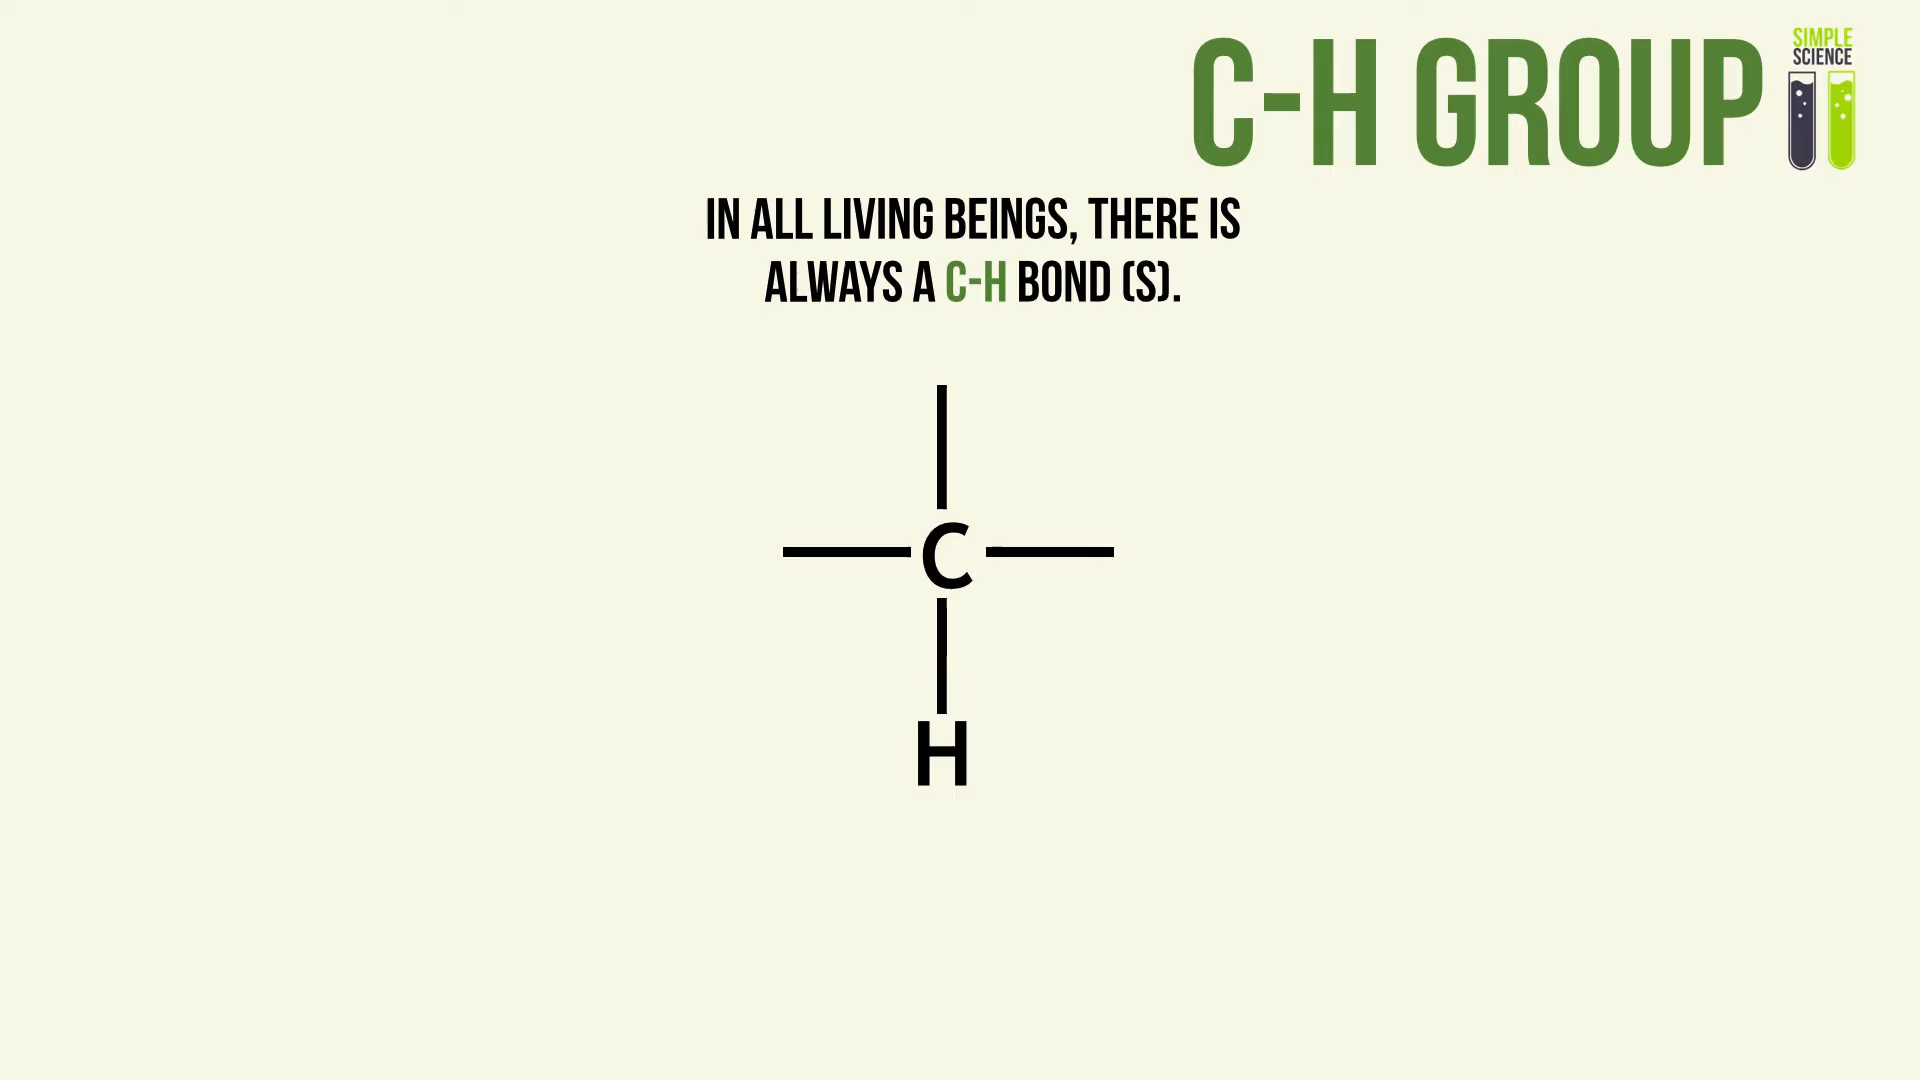 C-H GROUP
SIMPLE
SCIENCE
IN ALL LIVING BEINGS, THERE IS
ALWAYS A C-H BOND (S).
C
H